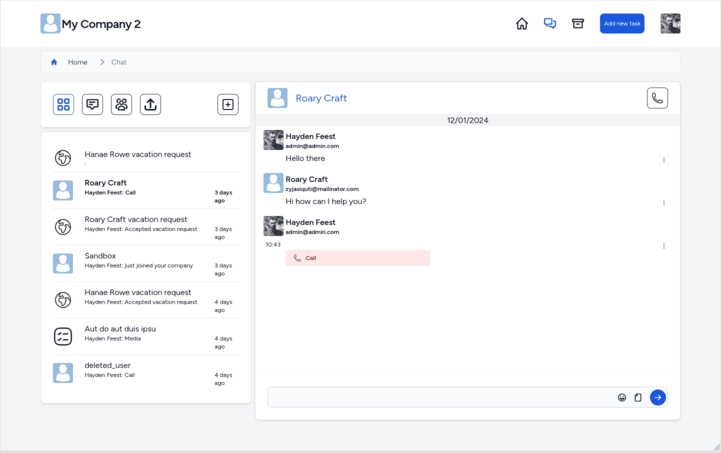 My Company 2
Add new task
Home
Chat
Hanae Rowe vacation request
:
Roary Craft
Hayden Feest: Call
3 days
ago
Roary Craft vacation request
Hayden Feest: Accepted vacation request
3 days
ago
Sandbox
Hayden Feest: just joined your company
3 days
ago
Hanae Rowe vacation request
Hayden Feest: Accepted vacation request
4 days
ago
Aut do aut duis ipsu
Hayden Feest: Media
4 days
ago
deleted_user
Hayden Feest: Call
4 days
ago
Roary Craft
12/01/2024
Hayden Feest
admin@admin.com
Hello there
Roary Craft
zyjasiquti@mailinator.com
Hi how can I help you?
Hayden Feest
admin@admin.com
10:43
Call